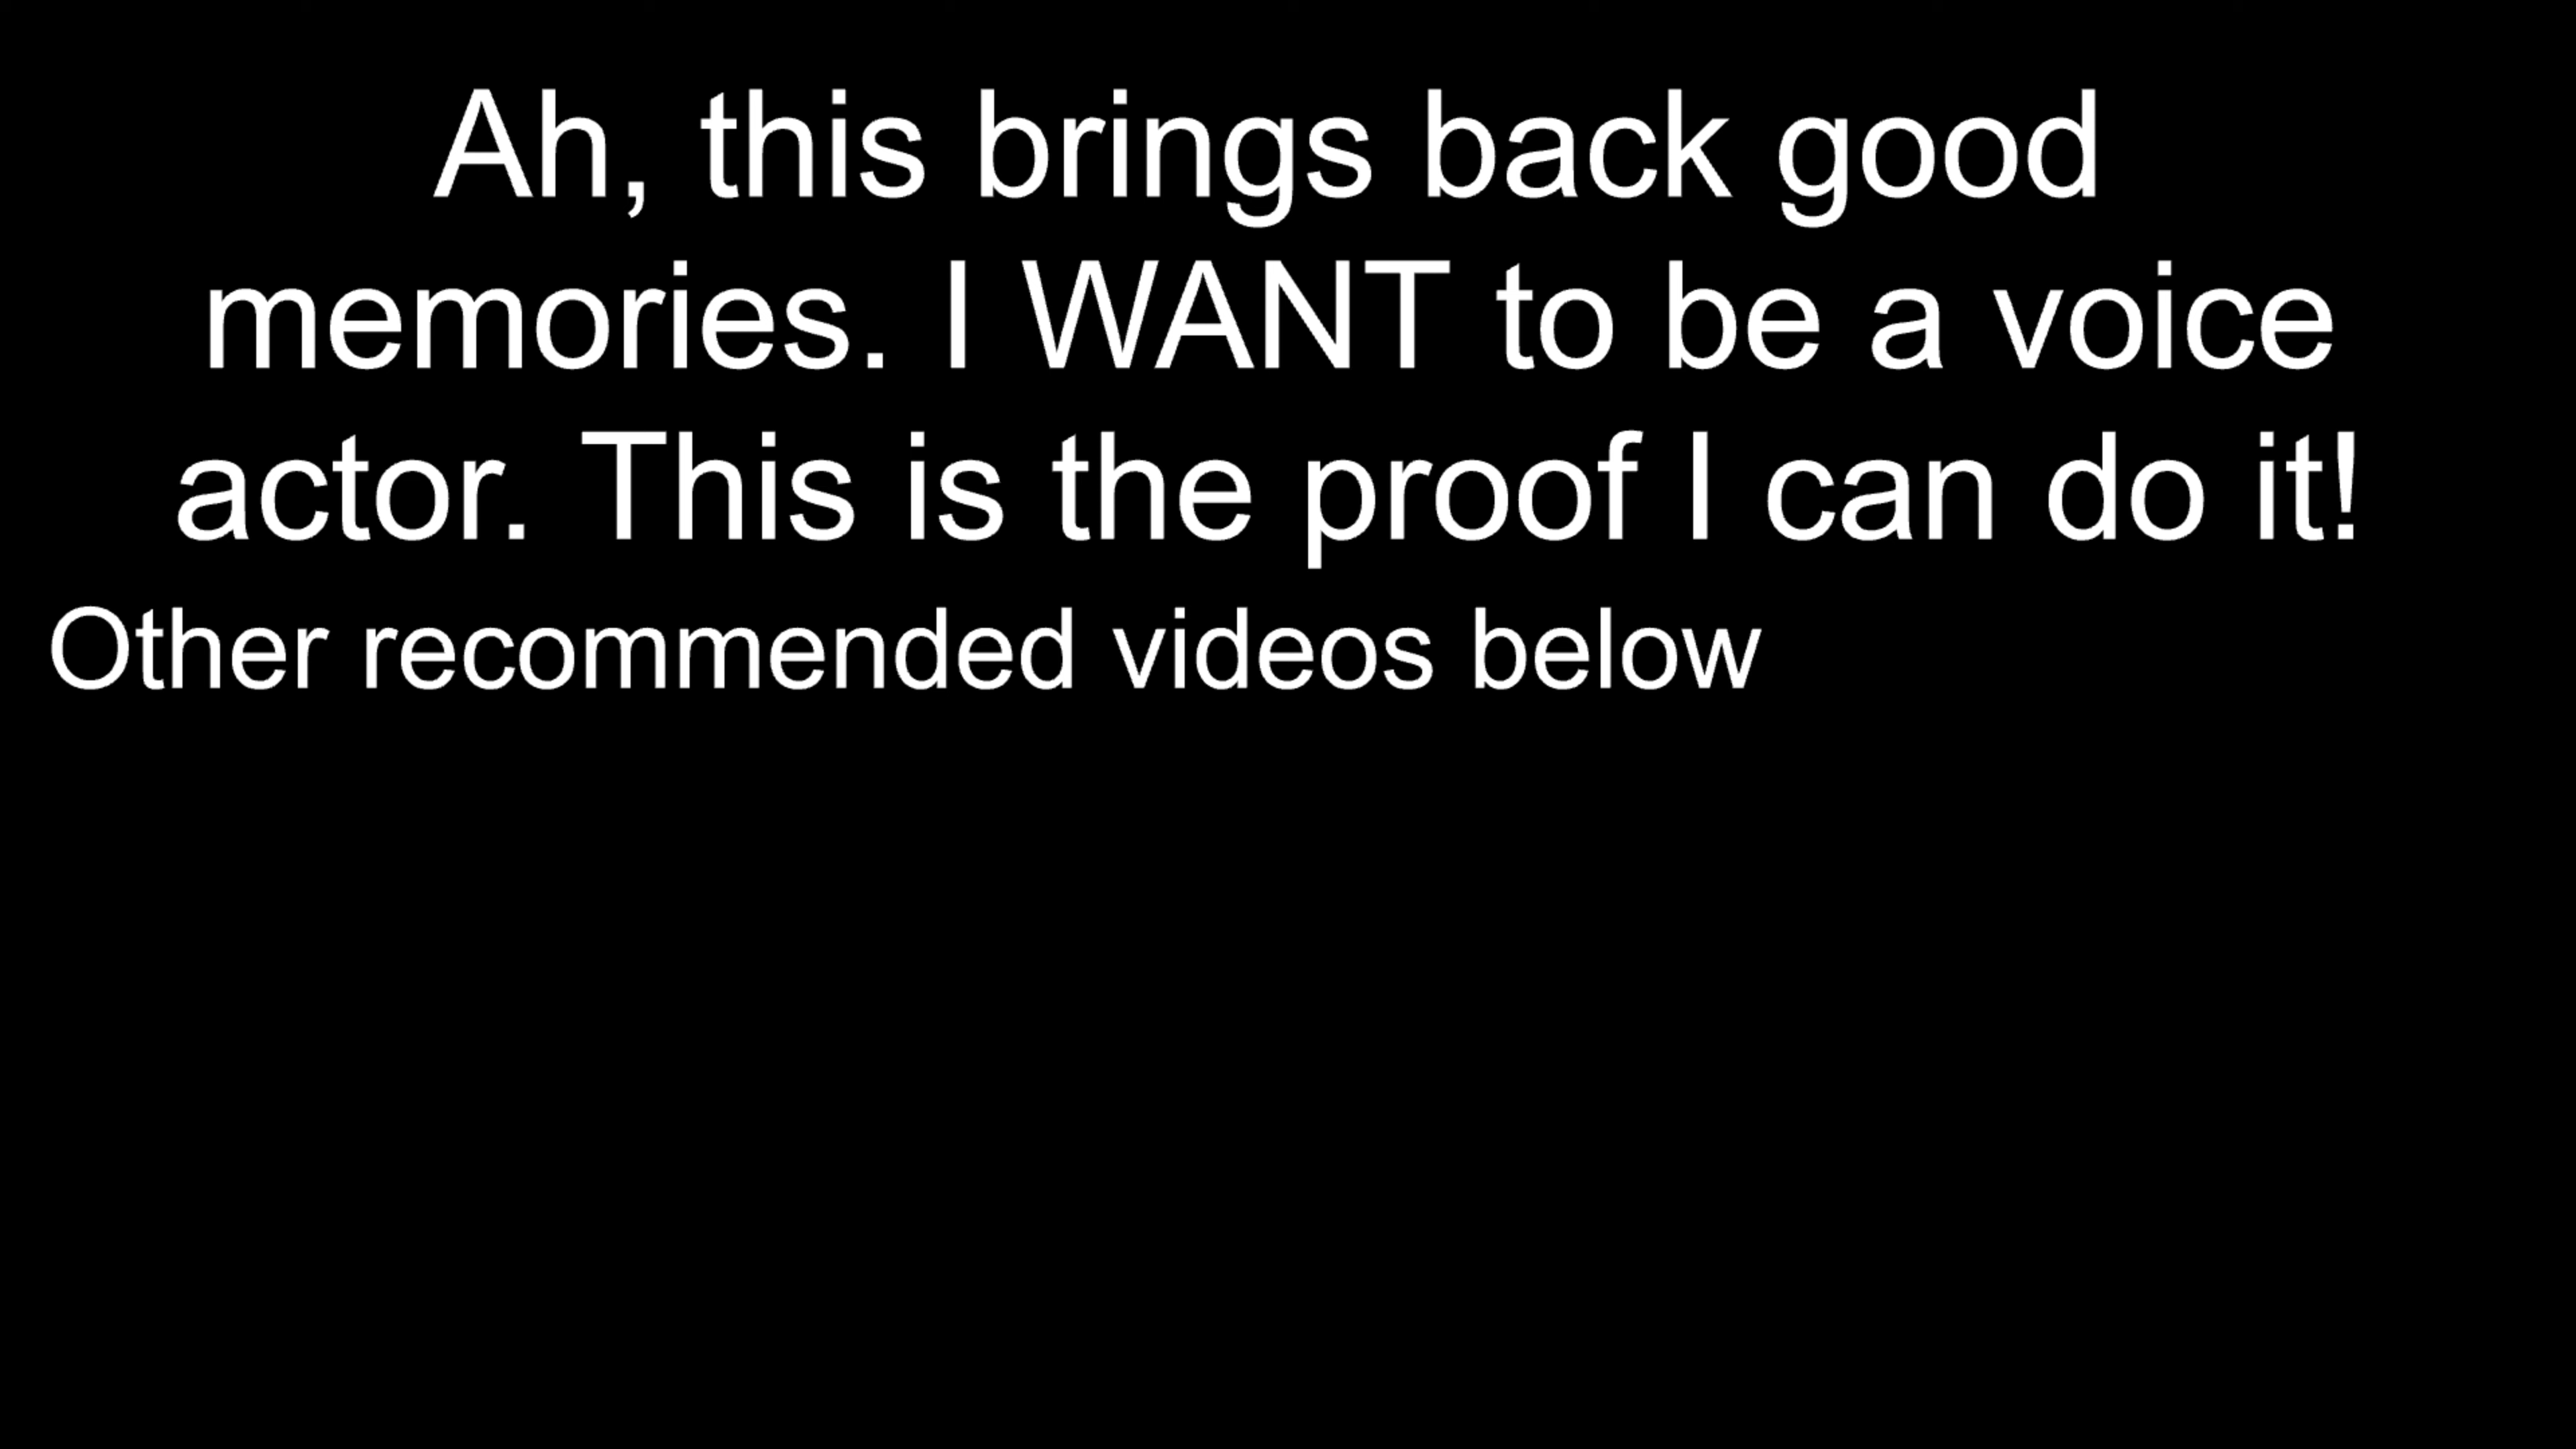 Ah, this brings back good
memories. I WANT to be a voice
actor. This is the proof I can do it!
Other recommended videos below